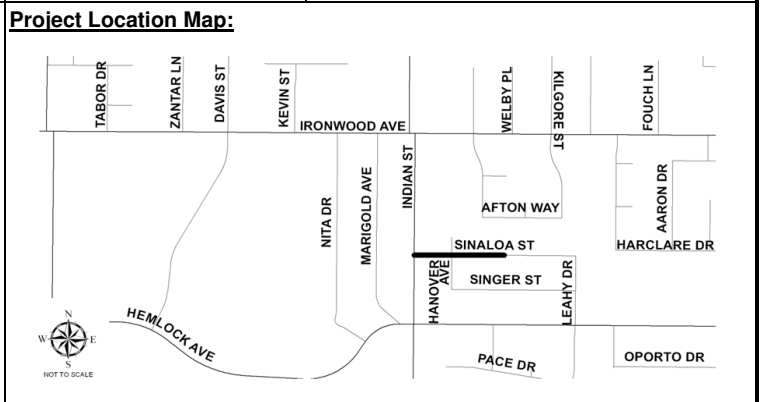 Project Location Map:
TABOR DR
ZANTAR LN
DAVIS ST
KEVIN ST
WELBY PL
KILGORE ST
FOUCH LN
IRONWOOD AVE
NITA DR
MARIGOLD AVE
INDIAN ST
AFTON WAY
AARON DR
SINALOA ST
HARCLARE DR
HANOVER
AVE
SINGER ST
LEAHY DR
HEMLOCK AVE
PACE DR
OPORTO DR
N
W
E
S
NOT TO SCALE